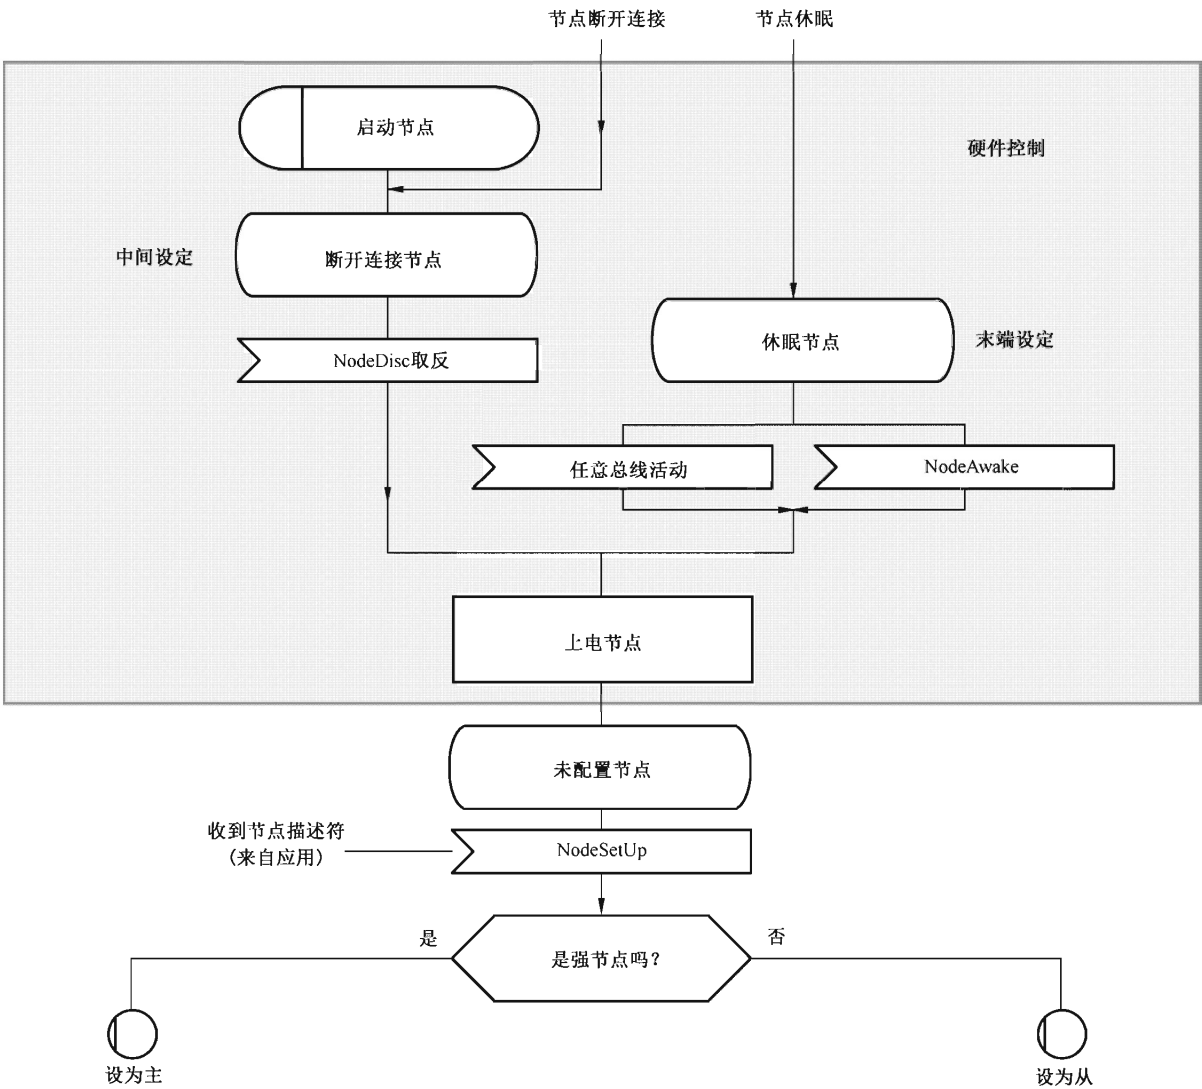 节点断开连接
节点休眠
启动节点
硬件控制
中间设定
断开连接节点
休眠节点
末端设定
NodeDisc取反
任意总线活动
NodeAwake
上电节点
未配置节点
收到节点描述符
(来自应用)
NodeSetUp
是
否
是强节点吗?
设为主
设为从